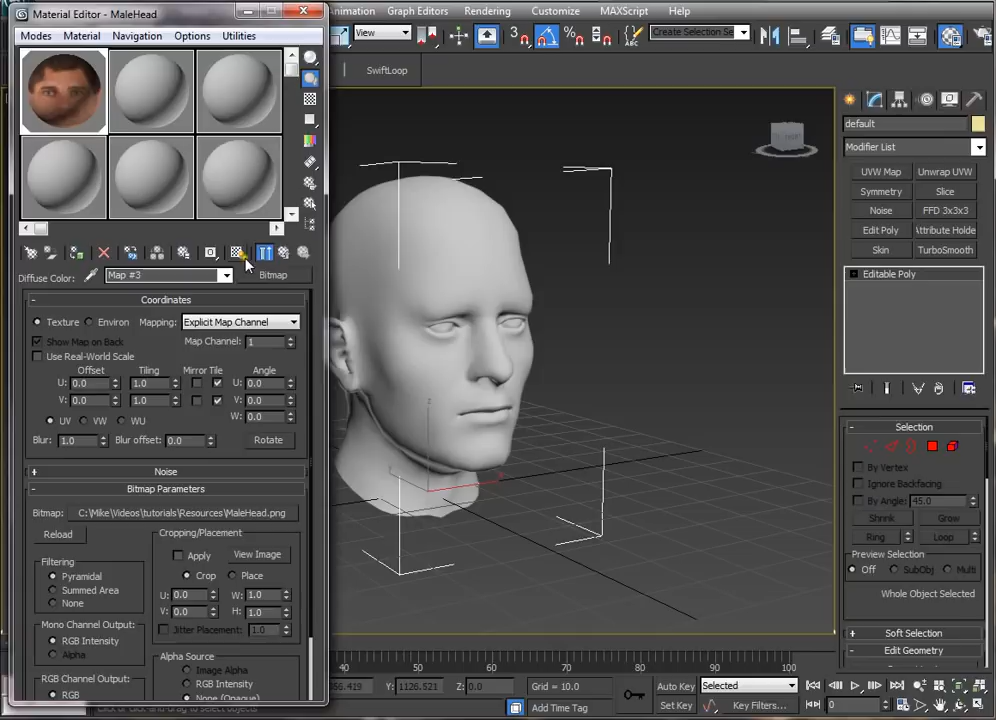 Material Editor - MaleHead
Modes Material Navigation Options Utilities
Diffuse Color: Map #3 Bitmap
- Coordinates
Texture Environ Mapping: Explicit Map Channel
Show Map on Back Map Channel: 1
Use Real-World Scale
Offset Tiling Mirror Tile Angle
U: 0.0 1.0 U: 0.0
V: 0.0 1.0 V: 0.0
W: 0.0
UV VW WU
Blur: 1.0 Blur offset: 0.0 Rotate
+ Noise
- Bitmap Parameters
Bitmap: C:\Mike\Videos\tutorials\Resources\MaleHead.png
Reload
Cropping/Placement
Apply View Image
Crop Place
U: 0.0 W: 1.0
V: 0.0 H: 1.0
Jitter Placement: 1.0
Filtering
Pyramidal
Summed Area
None
Mono Channel Output:
RGB Intensity
Alpha
RGB Channel Output:
RGB
Alpha Source
Image Alpha
RGB Intensity
None (Opaque)
Animation Graph Editors Rendering Customize MAXScript Help
View
3
%
Create Selection Se
SwiftLoop
default
Modifier List
UVW Map Unwrap UVW
Symmetry Slice
Noise FFD 3x3x3
Edit Poly Attribute Holde
Skin TurboSmooth
Editable Poly
- Selection
By Vertex
Ignore Backfacing
By Angle: 45.0
Shrink Grow
Ring Loop
Preview Selection
Off SubObj Multi
Whole Object Selected
+ Soft Selection
- Edit Geometry
40 50 60 70 80 90 100
356.419 Y: 1126.521 Z: 0.0 Grid = 10.0
Auto Key Selected
Add Time Tag
Set Key Key Filters... 0